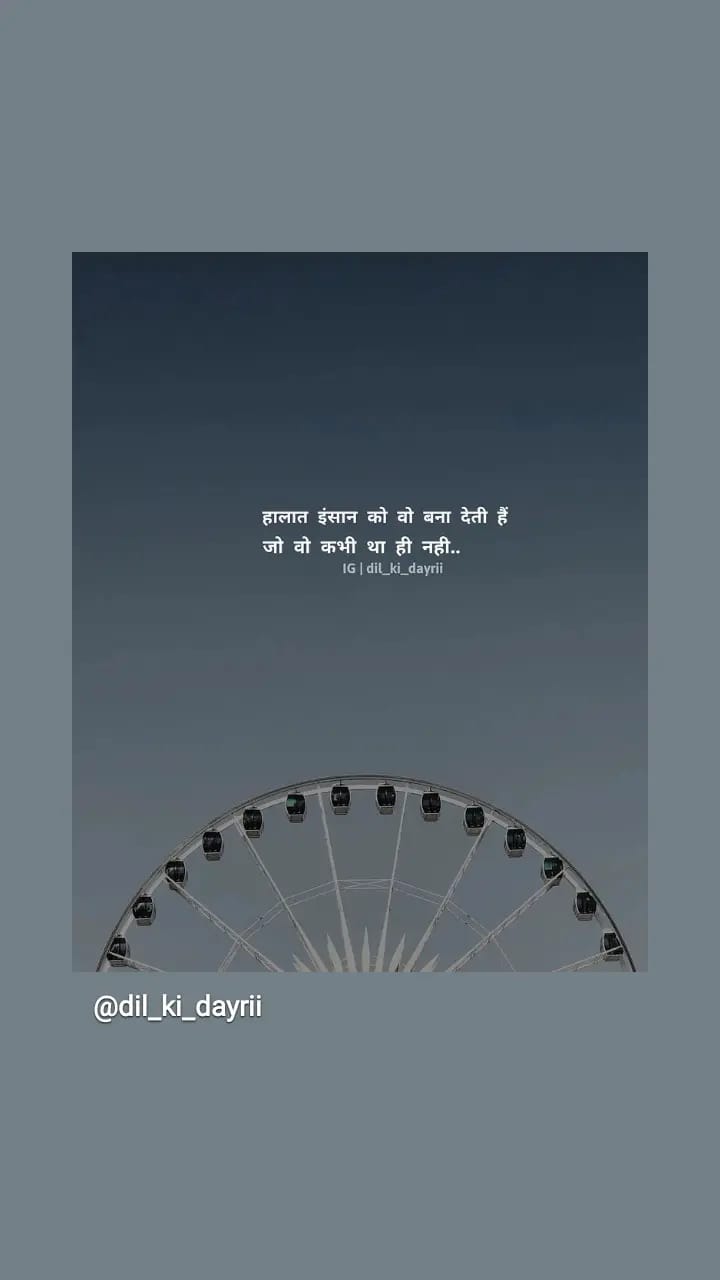 हालात इंसान को वो बना देती हैं
जो वो कभी था ही नही..
IG | dil_ki_dayrii
@dil_ki_dayrii